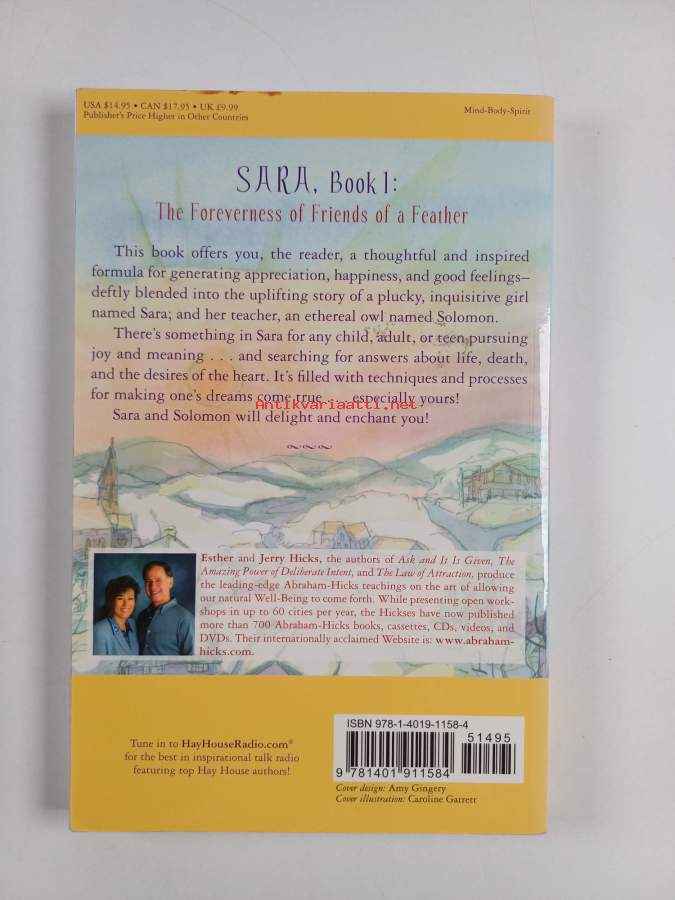 USA $14.95 • CAN $17.95 • UK £9.99
Publisher's Price Higher in Other Countries
Mind-Body-Spirit
SARA, Book 1:
The Foreverness of Friends of a Feather
This book offers you, the reader, a thoughtful and inspired
formula for generating appreciation, happiness, and good feelings—
deftly blended into the uplifting story of a plucky, inquisitive girl
named Sara; and her teacher, an ethereal owl named Solomon.
There's something in Sara for any child, adult, or teen pursuing
joy and meaning . . . and searching for answers about life, death,
and the desires of the heart. It's filled with techniques and processes
for making one's dreams come true . . . especially yours!
Antikvariaatti.net
Sara and Solomon will delight and enchant you!
Esther and Jerry Hicks, the authors of Ask and It Is Given, The
Amazing Power of Deliberate Intent, and The Law of Attraction, produce
the leading-edge Abraham-Hicks teachings on the art of allowing
our natural Well-Being to come forth. While presenting open work-
shops in up to 60 cities per year, the Hickses have now published
more than 700 Abraham-Hicks books, cassettes, CDs, videos, and
DVDs. Their internationally acclaimed Website is: www.abraham-
hicks.com.
Tune in to HayHouseRadio.com®
for the best in inspirational talk radio
featuring top Hay House authors!
ISBN 978-1-4019-1158-4
51495
9 781401 911584
Cover design: Amy Gingery
Cover illustration: Caroline Garrett